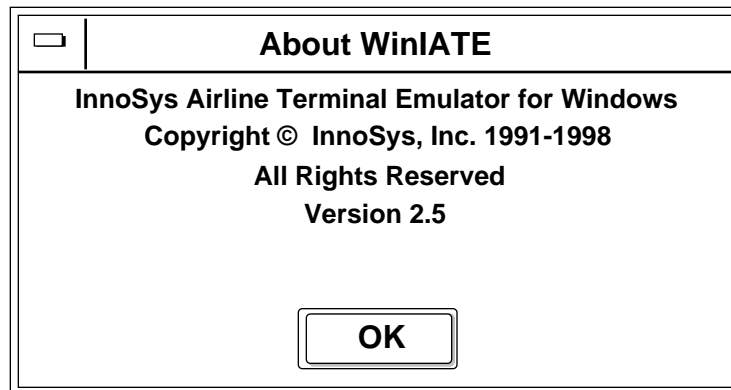 About WinIATE
InnoSys Airline Terminal Emulator for Windows
Copyright © InnoSys, Inc. 1991-1998
All Rights Reserved
Version 2.5
OK